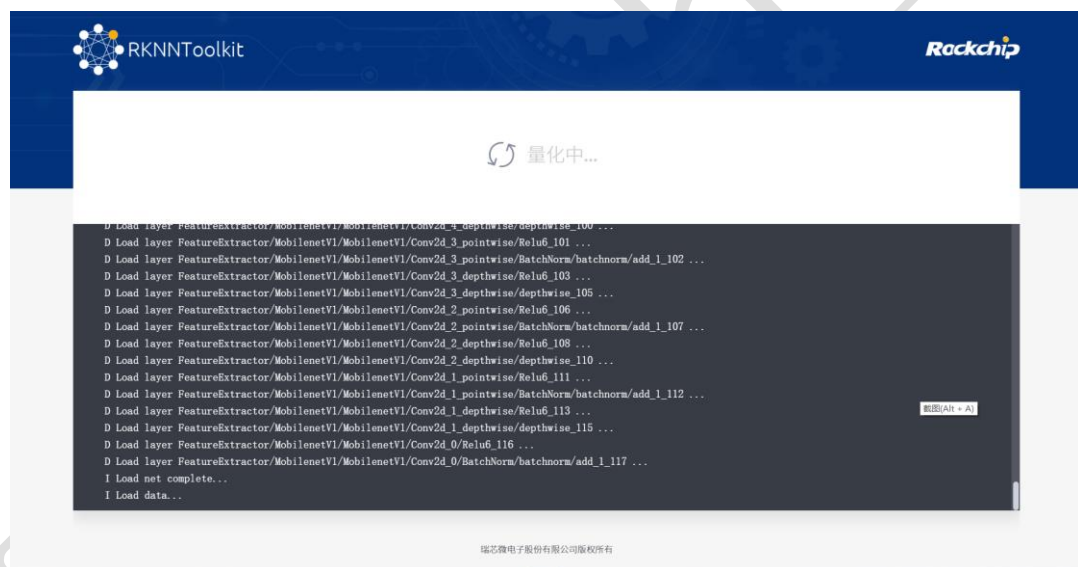 RKNNToolkit
Rockchip
量化中...
D Load layer FeatureExtractor/MobilenetV1/MobilenetV1/Conv2d_4_depthwise/depthwise_100 ...
D Load layer FeatureExtractor/MobilenetV1/MobilenetV1/Conv2d_3_pointwise/Relu6_101 ...
D Load layer FeatureExtractor/MobilenetV1/MobilenetV1/Conv2d_3_pointwise/BatchNorm/batchnorm/add_1_102 ...
D Load layer FeatureExtractor/MobilenetV1/MobilenetV1/Conv2d_3_depthwise/Relu6_103 ...
D Load layer FeatureExtractor/MobilenetV1/MobilenetV1/Conv2d_3_depthwise/depthwise_105 ...
D Load layer FeatureExtractor/MobilenetV1/MobilenetV1/Conv2d_2_pointwise/Relu6_106 ...
D Load layer FeatureExtractor/MobilenetV1/MobilenetV1/Conv2d_2_pointwise/BatchNorm/batchnorm/add_1_107 ...
D Load layer FeatureExtractor/MobilenetV1/MobilenetV1/Conv2d_2_depthwise/Relu6_108 ...
D Load layer FeatureExtractor/MobilenetV1/MobilenetV1/Conv2d_2_depthwise/depthwise_110 ...
D Load layer FeatureExtractor/MobilenetV1/MobilenetV1/Conv2d_1_pointwise/Relu6_111 ...
D Load layer FeatureExtractor/MobilenetV1/MobilenetV1/Conv2d_1_pointwise/BatchNorm/batchnorm/add_1_112 ...
D Load layer FeatureExtractor/MobilenetV1/MobilenetV1/Conv2d_1_depthwise/Relu6_113 ...
截图(Alt + A)
D Load layer FeatureExtractor/MobilenetV1/MobilenetV1/Conv2d_1_depthwise/depthwise_115 ...
D Load layer FeatureExtractor/MobilenetV1/MobilenetV1/Conv2d_0/Relu6_116 ...
D Load layer FeatureExtractor/MobilenetV1/MobilenetV1/Conv2d_0/BatchNorm/batchnorm/add_1_117 ...
I Load net complete...
I Load data...
瑞芯微电子股份有限公司版权所有